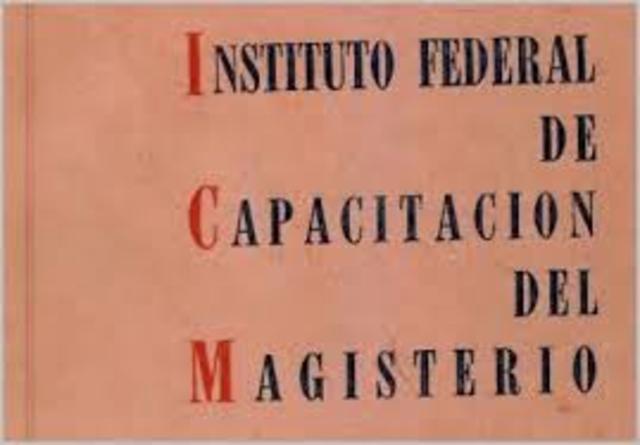 INSTITUTO FEDERAL
DE
CAPACITACION
DEL
MAGISTERIO